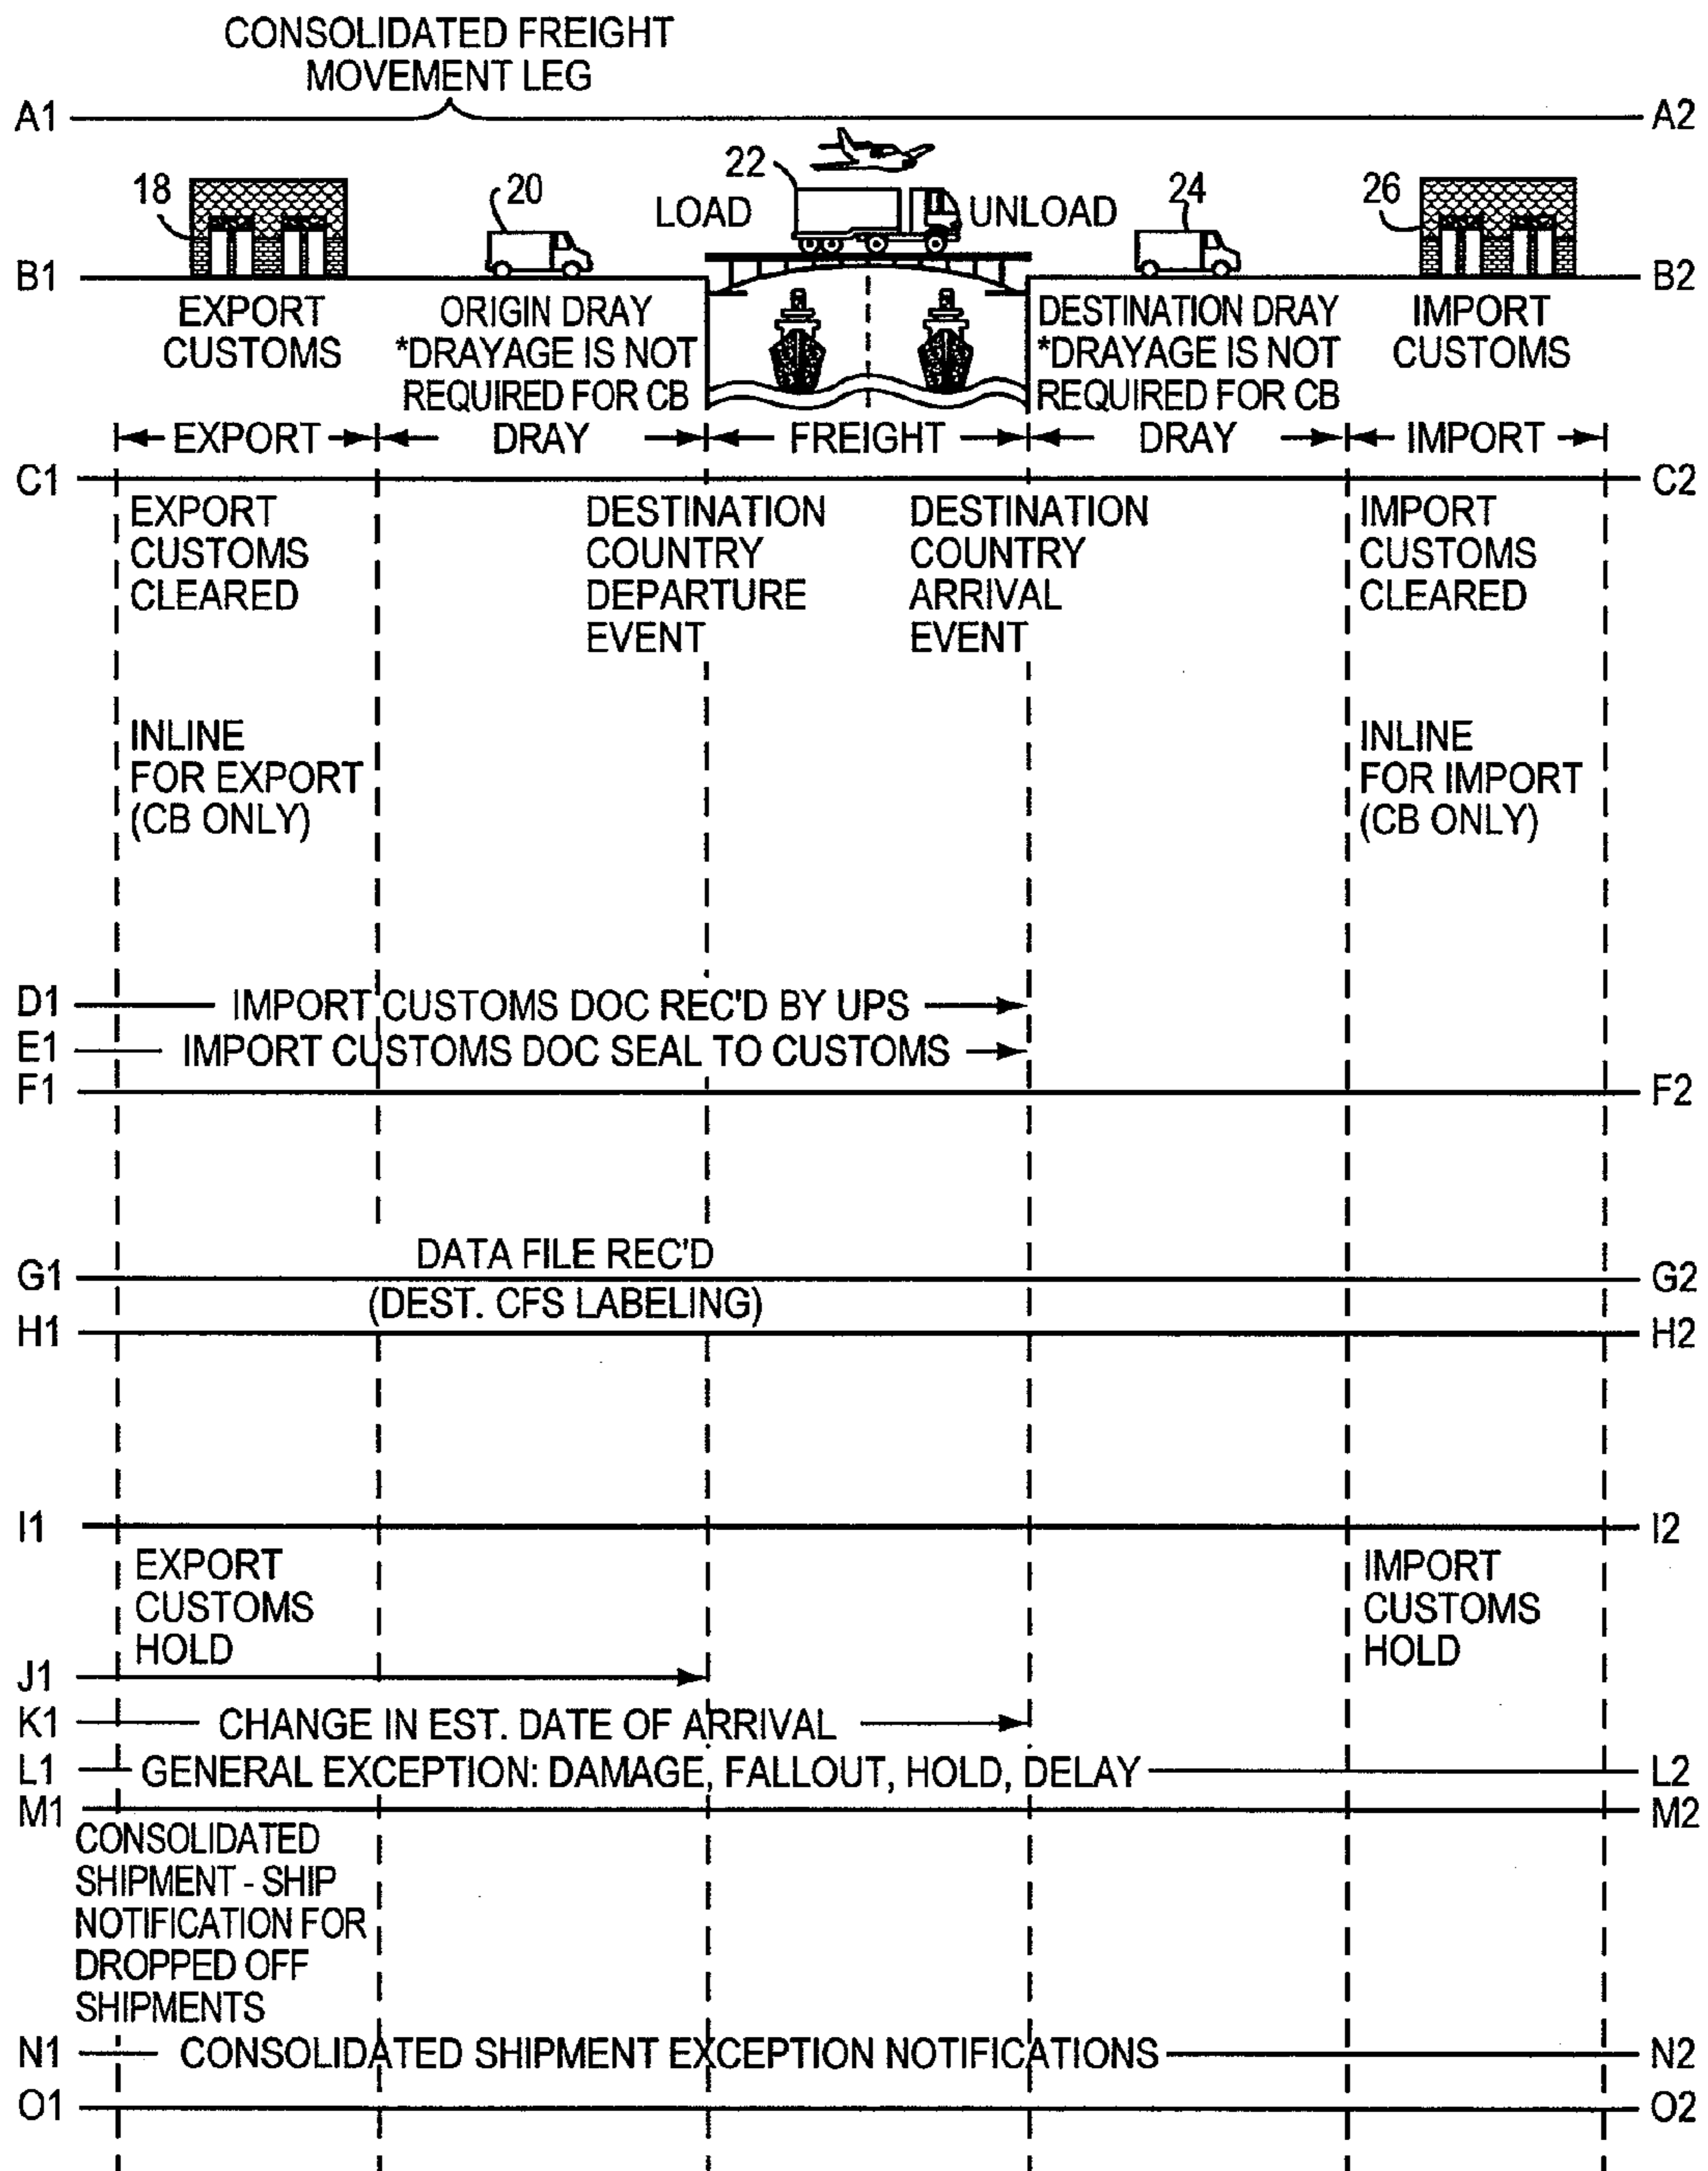 CONSOLIDATED FREIGHT
MOVEMENT LEG
A1
A2
18
20
22
LOAD
UNLOAD
24
26
B1
B2
EXPORT
CUSTOMS
ORIGIN DRAY
*DRAYAGE IS NOT
REQUIRED FOR CB
DESTINATION DRAY
*DRAYAGE IS NOT
REQUIRED FOR CB
IMPORT
CUSTOMS
EXPORT
DRAY
FREIGHT
DRAY
IMPORT
C1
C2
EXPORT
CUSTOMS
CLEARED
DESTINATION
COUNTRY
DEPARTURE
EVENT
DESTINATION
COUNTRY
ARRIVAL
EVENT
IMPORT
CUSTOMS
CLEARED
INLINE
FOR EXPORT
(CB ONLY)
INLINE
FOR IMPORT
(CB ONLY)
D1
IMPORT CUSTOMS DOC REC'D BY UPS
E1
IMPORT CUSTOMS DOC SEAL TO CUSTOMS
F1
F2
DATA FILE REC'D
G1
G2
(DEST. CFS LABELING)
H1
H2
I1
I2
EXPORT
CUSTOMS
HOLD
IMPORT
CUSTOMS
HOLD
J1
K1
CHANGE IN EST. DATE OF ARRIVAL
L1
GENERAL EXCEPTION: DAMAGE, FALLOUT, HOLD, DELAY
L2
M1
M2
CONSOLIDATED
SHIPMENT - SHIP
NOTIFICATION FOR
DROPPED OFF
SHIPMENTS
N1
CONSOLIDATED SHIPMENT EXCEPTION NOTIFICATIONS
N2
O1
O2